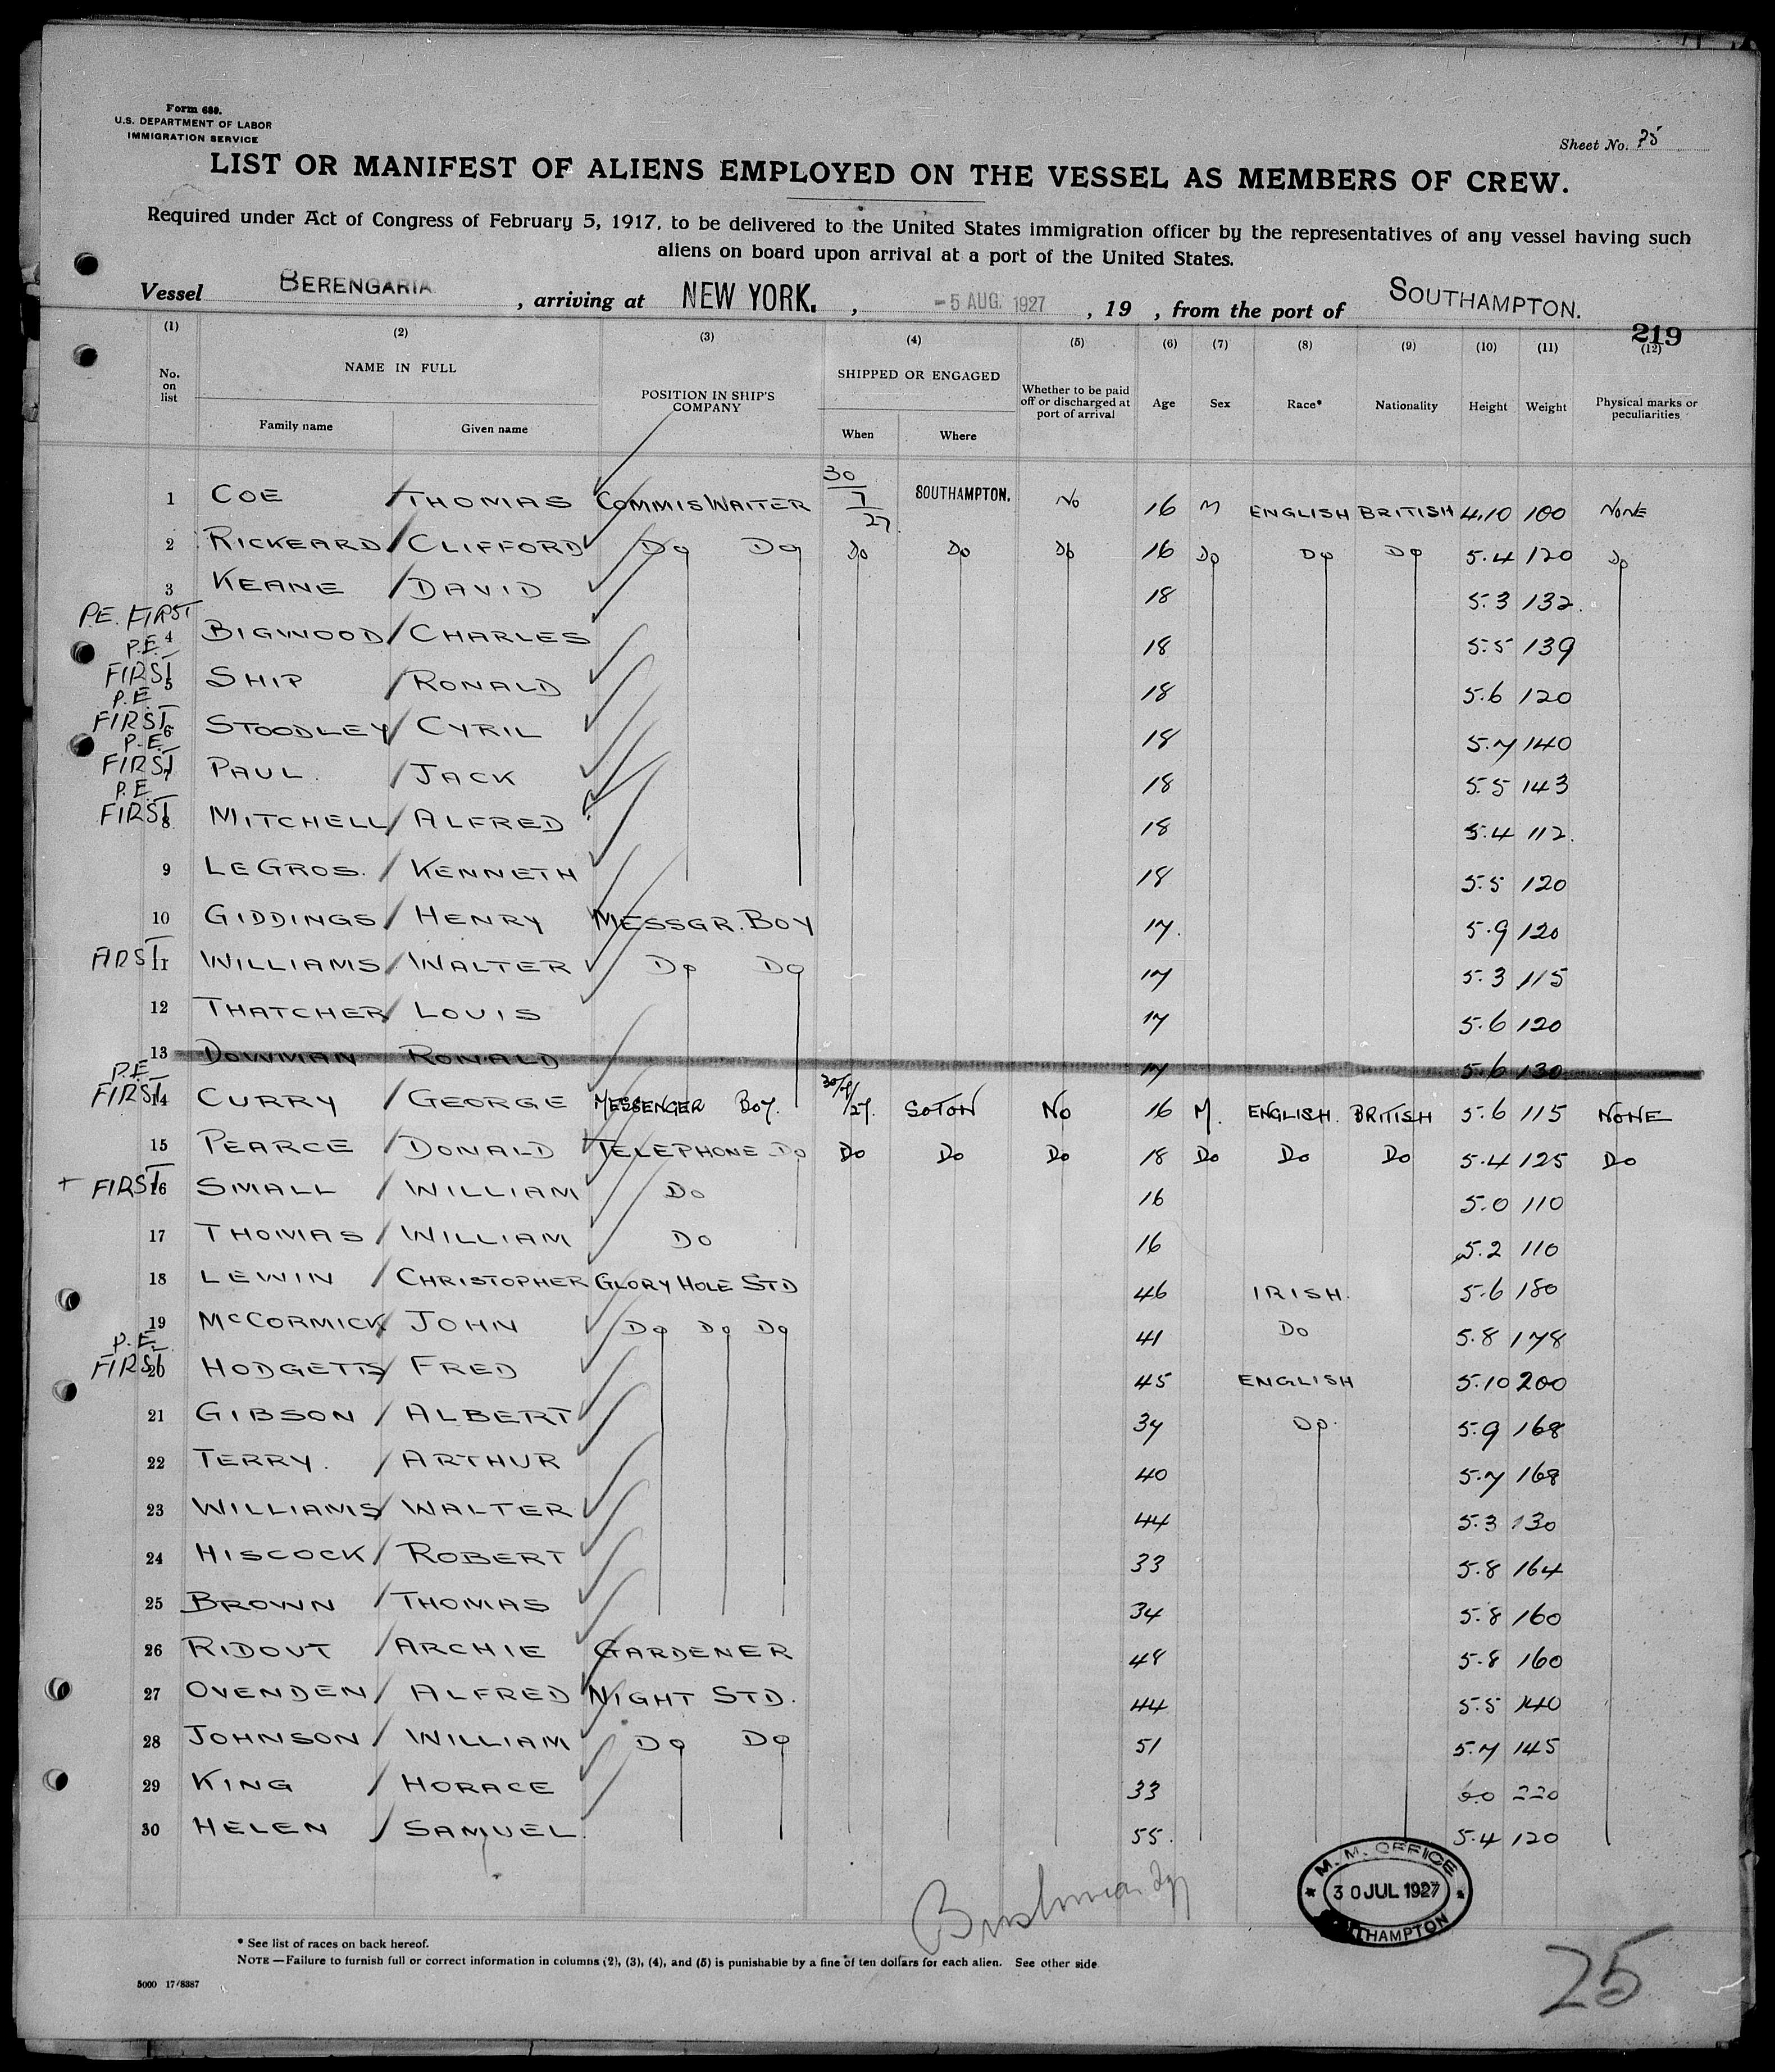 Form 689.
U.S. DEPARTMENT OF LABOR
IMMIGRATION SERVICE
Sheet No. 75
LIST OR MANIFEST OF ALIENS EMPLOYED ON THE VESSEL AS MEMBERS OF CREW.
Required under Act of Congress of February 5, 1917, to be delivered to the United States immigration officer by the representatives of any vessel having such
aliens on board upon arrival at a port of the United States.
Vessel BERENGARIA, arriving at NEW YORK., -5 AUG. 1927, 19 , from the port of SOUTHAMPTON.
219
(1) (2) (3) (4) (5) (6) (7) (8) (9) (10) (11) (12)
No. on list NAME IN FULL Family name Given name POSITION IN SHIP'S COMPANY SHIPPED OR ENGAGED When Where Whether to be paid off or discharged at port of arrival Age Sex Race* Nationality Height Weight Physical marks or peculiarities
1 COE / THOMAS COMMIS WAITER 30/7/27. SOUTHAMPTON. No 16 M ENGLISH BRITISH 4.10 100 NONE
2 RICKEARD / CLIFFORD Do Do Do Do Do 16 Do Do Do 5.4 120 Do
3 KEANE / DAVID 18 5.3 132.
P.E. FIRST 4 BIGWOOD / CHARLES 18 5.5 139
P.E. FIRST 5 SHIP / RONALD 18 5.6 120
P.E. FIRST 6 STOODLEY / CYRIL 18 5.7 140
P.E. FIRST 7 PAUL. / JACK 18 5.5 143
P.E. FIRST 8 MITCHELL / ALFRED 18 5.4 112.
9 LE GROS. / KENNETH 18 5.5 120
10 GIDDINGS / HENRY MESSGR. BOY 17. 5.9 120
FIRST 11 WILLIAMS / WALTER Do Do 17 5.3 115
12 THATCHER / LOUIS 17 5.6 120
13 DOWMAN RONALD 17 5.6 130
P.E. FIRST 14 CURRY / GEORGE MESSENGER BOY. 30/7/27. SOTON No 16 M. ENGLISH. BRITISH 5.6 115 NONE
15 PEARCE / DONALD TELEPHONE Do Do Do Do 18 Do Do Do 5.4 125 Do
+ FIRST 16 SMALL / WILLIAM Do 16 5.0 110
17 THOMAS / WILLIAM Do 16 5.2 110
18 LEWIN / CHRISTOPHER GLORY HOLE STD 46 IRISH. 5.6 180
19 McCORMICK JOHN Do Do Do 41 Do 5.8 178
P.E. FIRST 20 HODGETTS / FRED 45 ENGLISH 5.10 200
21 GIBSON / ALBERT 37 Do. 5.9 168
22 TERRY. / ARTHUR 40 5.7 168
23 WILLIAMS / WALTER 44 5.3 130
24 HISCOCK / ROBERT 33 5.8 164
25 BROWN / THOMAS 34 5.8 160
26 RIDOUT / ARCHIE GARDENER 48 5.8 160
27 OVENDEN / ALFRED NIGHT STD. 44 5.5 140
28 JOHNSON / WILLIAM Do Do 51 5.7 145
29 KING / HORACE 33 6.0 220
30 HELEN / SAMUEL. 55. 5.4 120
M. M. OFFICE
30 JUL 1927
SOUTHAMPTON
* See list of races on back hereof.
NOTE—Failure to furnish full or correct information in columns (2), (3), (4), and (5) is punishable by a fine of ten dollars for each alien. See other side
5000 17/8387
25